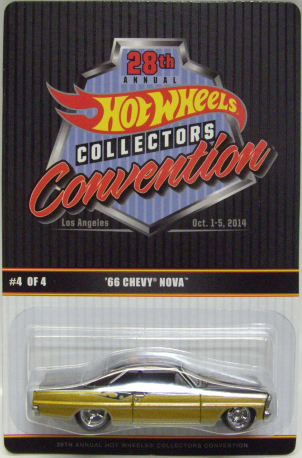 28th
ANNUAL
HOT WHEELS
COLLECTORS
Convention
Los Angeles Oct. 1-5, 2014
#4 OF 4 '66 CHEVY® NOVA™
28TH ANNUAL HOT WHEELS® COLLECTORS CONVENTION